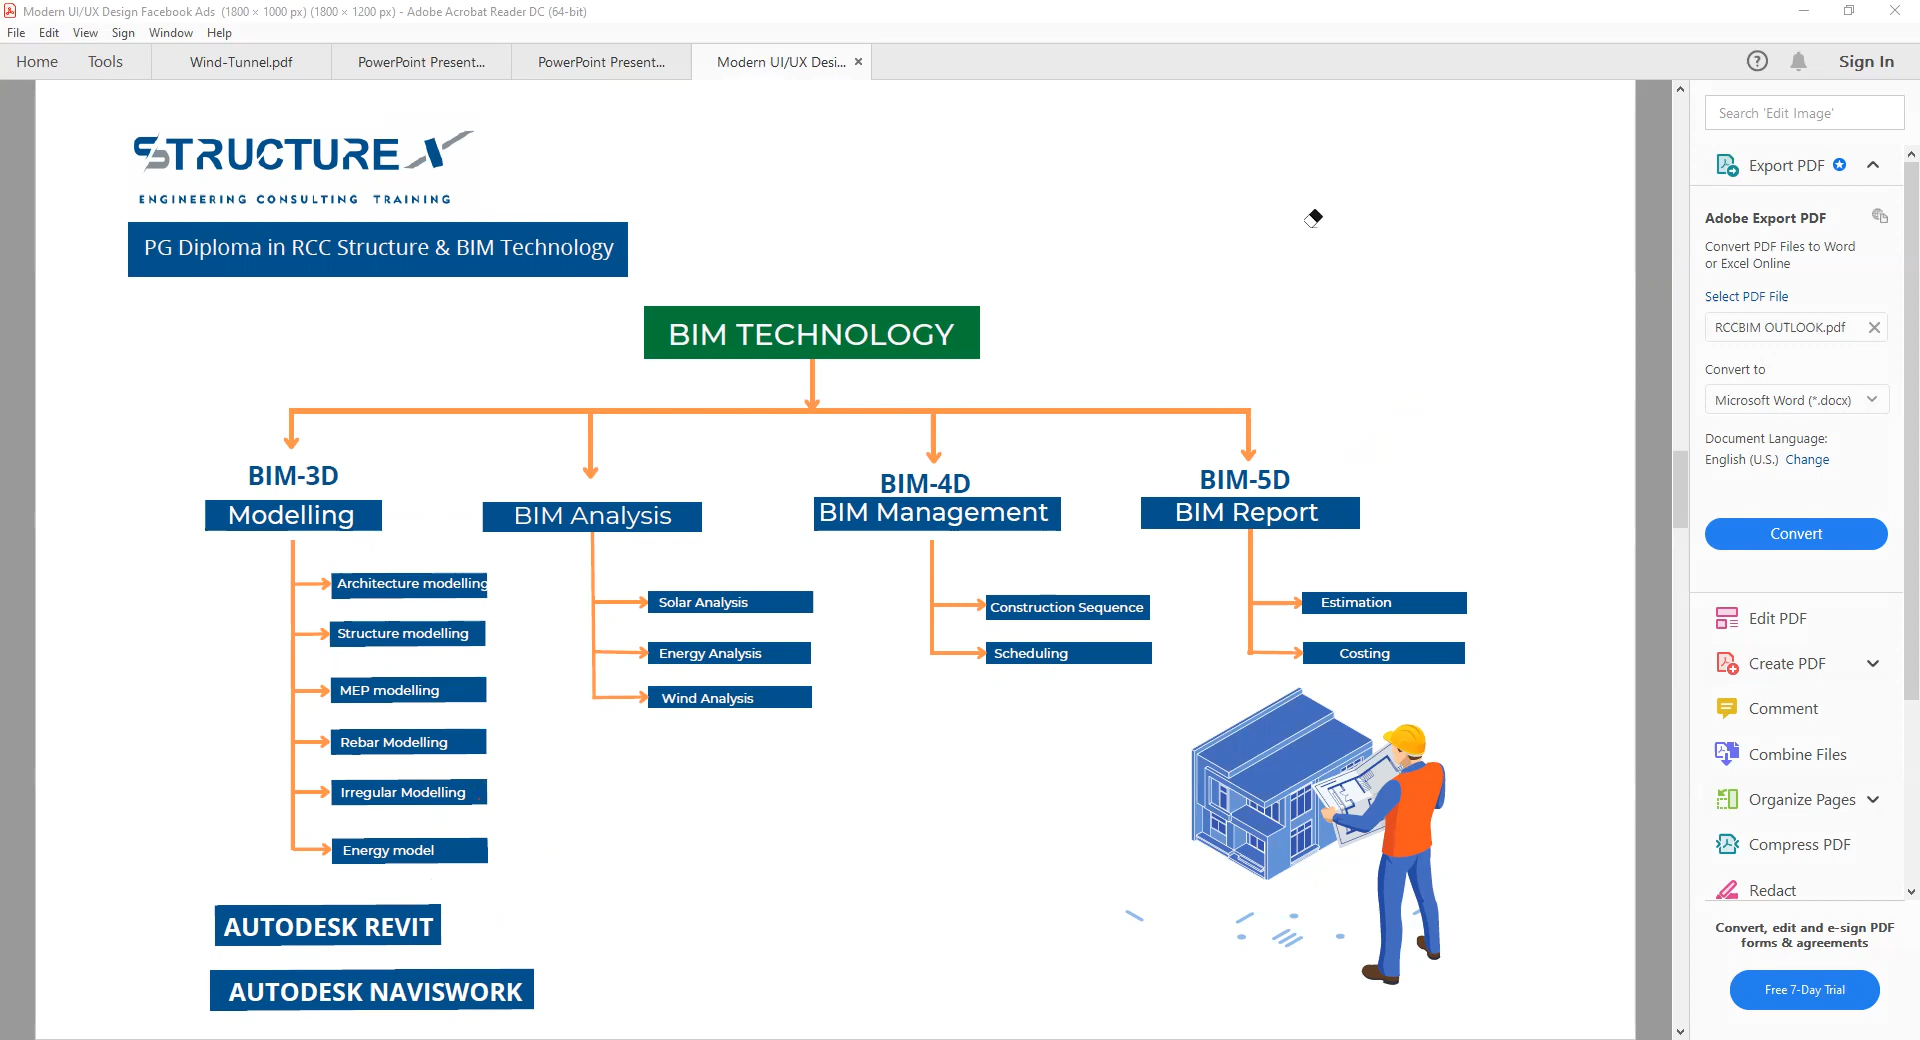 Modern UI/UX Design Facebook Ads (1800 × 1000 px) (1800 × 1200 px) - Adobe Acrobat Reader DC (64-bit)
File Edit View Sign Window Help
Home Tools Wind-Tunnel.pdf PowerPoint Present... PowerPoint Present... Modern UI/UX Desi... × Sign In
STRUCTURE X
ENGINEERING CONSULTING TRAINING
PG Diploma in RCC Structure & BIM Technology
BIM TECHNOLOGY
BIM-3D
Modelling
Architecture modelling
Structure modelling
MEP modelling
Rebar Modelling
Irregular Modelling
Energy model
BIM Analysis
Solar Analysis
Energy Analysis
Wind Analysis
BIM-4D
BIM Management
Construction Sequence
Scheduling
BIM-5D
BIM Report
Estimation
Costing
AUTODESK REVIT
AUTODESK NAVISWORK
Search 'Edit Image'
Export PDF
Adobe Export PDF
Convert PDF Files to Word
or Excel Online
Select PDF File
RCCBIM OUTLOOK.pdf
Convert to
Microsoft Word (*.docx)
Document Language:
English (U.S.) Change
Convert
Edit PDF
Create PDF
Comment
Combine Files
Organize Pages
Compress PDF
Redact
Convert, edit and e-sign PDF
forms & agreements
Free 7-Day Trial